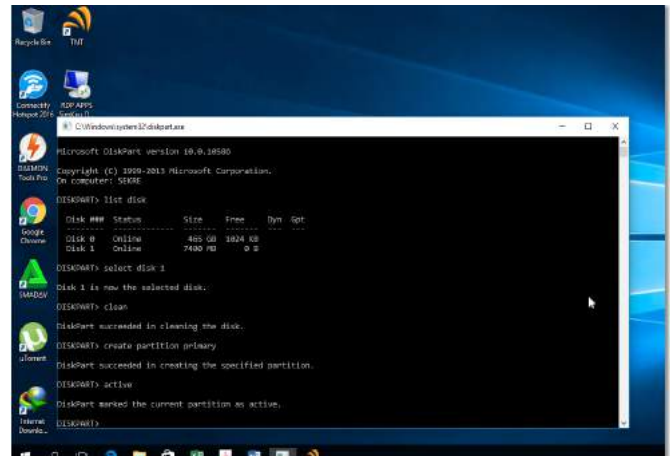 Recycle Bin
TNT
Connectify
Hotspot 2016
RDP APPS
C:\Windows\system32\diskpart.exe
Microsoft DiskPart version 10.0.10586
Copyright (C) 1999-2013 Microsoft Corporation.
On computer: SEKRE
DISKPART> list disk
Disk ### Status Size Free Dyn Gpt
-------- ------------- ------- ------- --- ---
Disk 0 Online 465 GB 1024 KB
Disk 1 Online 7400 MB 0 B
DISKPART> select disk 1
Disk 1 is now the selected disk.
DISKPART> clean
DiskPart succeeded in cleaning the disk.
DISKPART> create partition primary
DiskPart succeeded in creating the specified partition.
DISKPART> active
DiskPart marked the current partition as active.
DISKPART>
DAEMON
Tools Pro
Google
Chrome
SMADAV
uTorrent
Internet
Downlo...